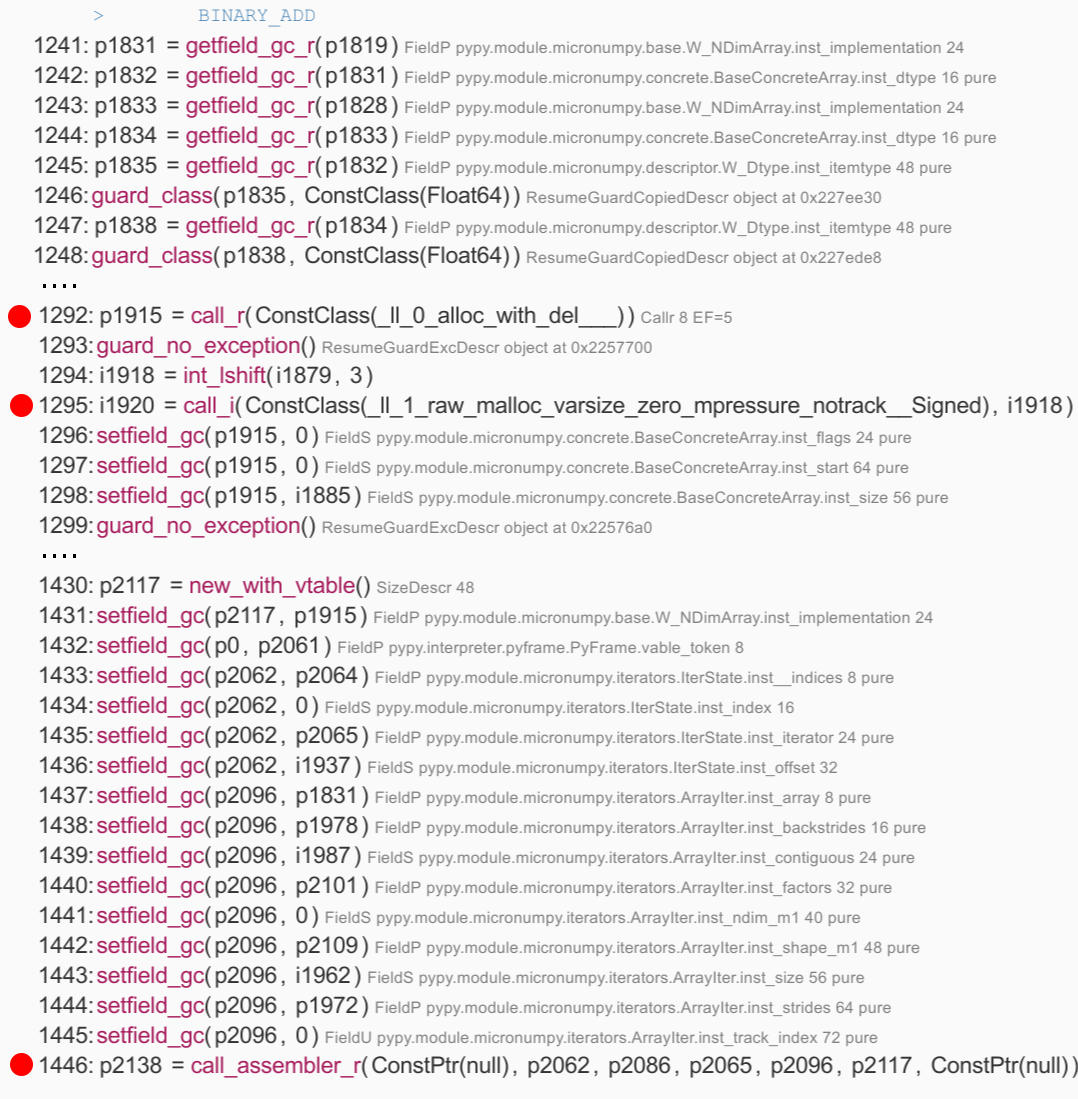 > BINARY_ADD
1241: p1831 = getfield_gc_r(p1819) FieldP pypy.module.micronumpy.base.W_NDimArray.inst_implementation 24
1242: p1832 = getfield_gc_r(p1831) FieldP pypy.module.micronumpy.concrete.BaseConcreteArray.inst_dtype 16 pure
1243: p1833 = getfield_gc_r(p1828) FieldP pypy.module.micronumpy.base.W_NDimArray.inst_implementation 24
1244: p1834 = getfield_gc_r(p1833) FieldP pypy.module.micronumpy.concrete.BaseConcreteArray.inst_dtype 16 pure
1245: p1835 = getfield_gc_r(p1832) FieldP pypy.module.micronumpy.descriptor.W_Dtype.inst_itemtype 48 pure
1246: guard_class(p1835, ConstClass(Float64)) ResumeGuardCopiedDescr object at 0x227ee30
1247: p1838 = getfield_gc_r(p1834) FieldP pypy.module.micronumpy.descriptor.W_Dtype.inst_itemtype 48 pure
1248: guard_class(p1838, ConstClass(Float64)) ResumeGuardCopiedDescr object at 0x227ede8
....
1292: p1915 = call_r(ConstClass(_ll_0_alloc_with_del___)) Callr 8 EF=5
1293: guard_no_exception() ResumeGuardExcDescr object at 0x2257700
1294: i1918 = int_lshift(i1879, 3)
1295: i1920 = call_i(ConstClass(_ll_1_raw_malloc_varsize_zero_mpressure_notrack__Signed), i1918)
1296: setfield_gc(p1915, 0) FieldS pypy.module.micronumpy.concrete.BaseConcreteArray.inst_flags 24 pure
1297: setfield_gc(p1915, 0) FieldS pypy.module.micronumpy.concrete.BaseConcreteArray.inst_start 64 pure
1298: setfield_gc(p1915, i1885) FieldS pypy.module.micronumpy.concrete.BaseConcreteArray.inst_size 56 pure
1299: guard_no_exception() ResumeGuardExcDescr object at 0x22576a0
....
1430: p2117 = new_with_vtable() SizeDescr 48
1431: setfield_gc(p2117, p1915) FieldP pypy.module.micronumpy.base.W_NDimArray.inst_implementation 24
1432: setfield_gc(p0, p2061) FieldP pypy.interpreter.pyframe.PyFrame.vable_token 8
1433: setfield_gc(p2062, p2064) FieldP pypy.module.micronumpy.iterators.IterState.inst__indices 8 pure
1434: setfield_gc(p2062, 0) FieldS pypy.module.micronumpy.iterators.IterState.inst_index 16
1435: setfield_gc(p2062, p2065) FieldP pypy.module.micronumpy.iterators.IterState.inst_iterator 24 pure
1436: setfield_gc(p2062, i1937) FieldS pypy.module.micronumpy.iterators.IterState.inst_offset 32
1437: setfield_gc(p2096, p1831) FieldP pypy.module.micronumpy.iterators.ArrayIter.inst_array 8 pure
1438: setfield_gc(p2096, p1978) FieldP pypy.module.micronumpy.iterators.ArrayIter.inst_backstrides 16 pure
1439: setfield_gc(p2096, i1987) FieldS pypy.module.micronumpy.iterators.ArrayIter.inst_contiguous 24 pure
1440: setfield_gc(p2096, p2101) FieldP pypy.module.micronumpy.iterators.ArrayIter.inst_factors 32 pure
1441: setfield_gc(p2096, 0) FieldS pypy.module.micronumpy.iterators.ArrayIter.inst_ndim_m1 40 pure
1442: setfield_gc(p2096, p2109) FieldP pypy.module.micronumpy.iterators.ArrayIter.inst_shape_m1 48 pure
1443: setfield_gc(p2096, i1962) FieldS pypy.module.micronumpy.iterators.ArrayIter.inst_size 56 pure
1444: setfield_gc(p2096, p1972) FieldP pypy.module.micronumpy.iterators.ArrayIter.inst_strides 64 pure
1445: setfield_gc(p2096, 0) FieldU pypy.module.micronumpy.iterators.ArrayIter.inst_track_index 72 pure
1446: p2138 = call_assembler_r(ConstPtr(null), p2062, p2086, p2065, p2096, p2117, ConstPtr(null))